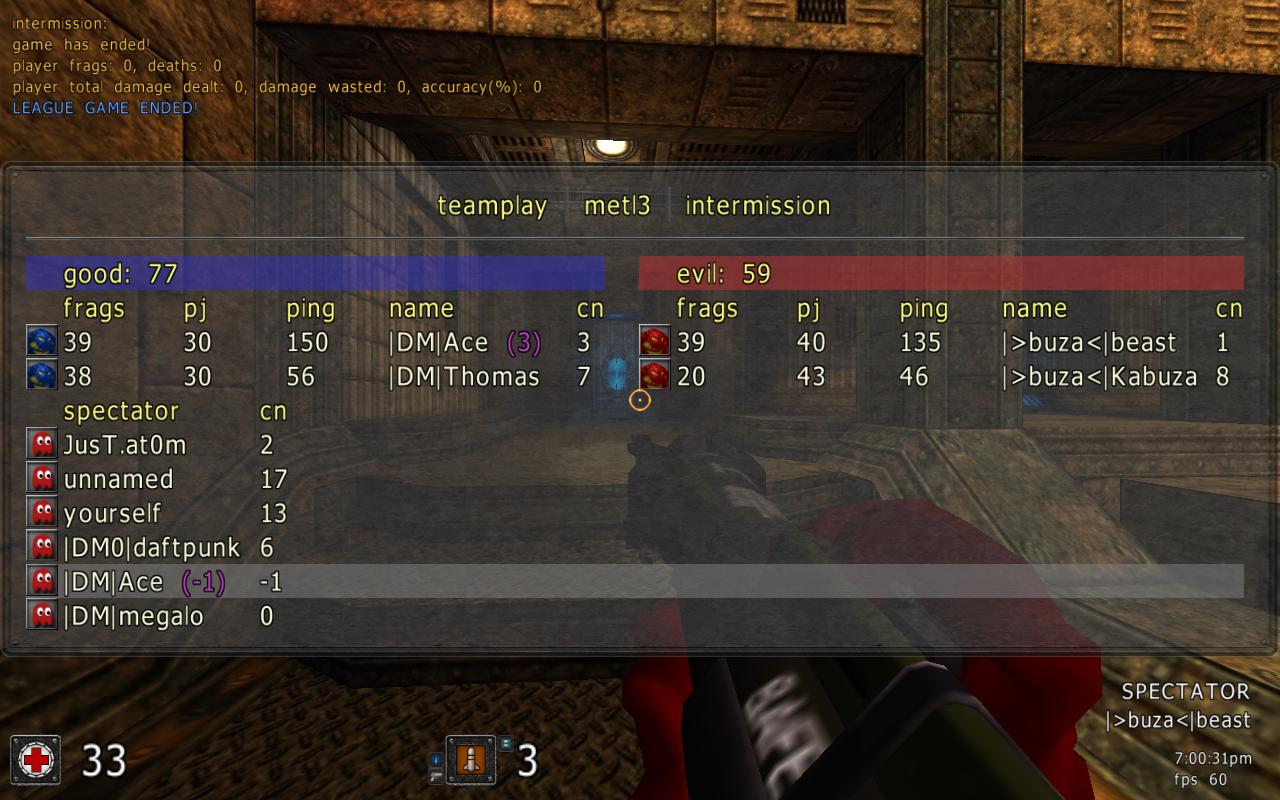 intermission:
game has ended!
player frags: 0, deaths: 0
player total damage dealt: 0, damage wasted: 0, accuracy(%): 0
LEAGUE GAME ENDED!
teamplay metl3 intermission
good: 77 evil: 59
frags pj ping name cn frags pj ping name cn
39 30 150 |DM|Ace (3) 3 39 40 135 |>buza<|beast 1
38 30 56 |DM|Thomas 7 20 43 46 |>buza<|Kabuza 8
spectator cn
JusT.at0m 2
unnamed 17
yourself 13
|DM0|daftpunk 6
|DM|Ace (-1) -1
|DM|megalo 0
SPECTATOR
|>buza<|beast
33 3
7:00:31pm
fps 60